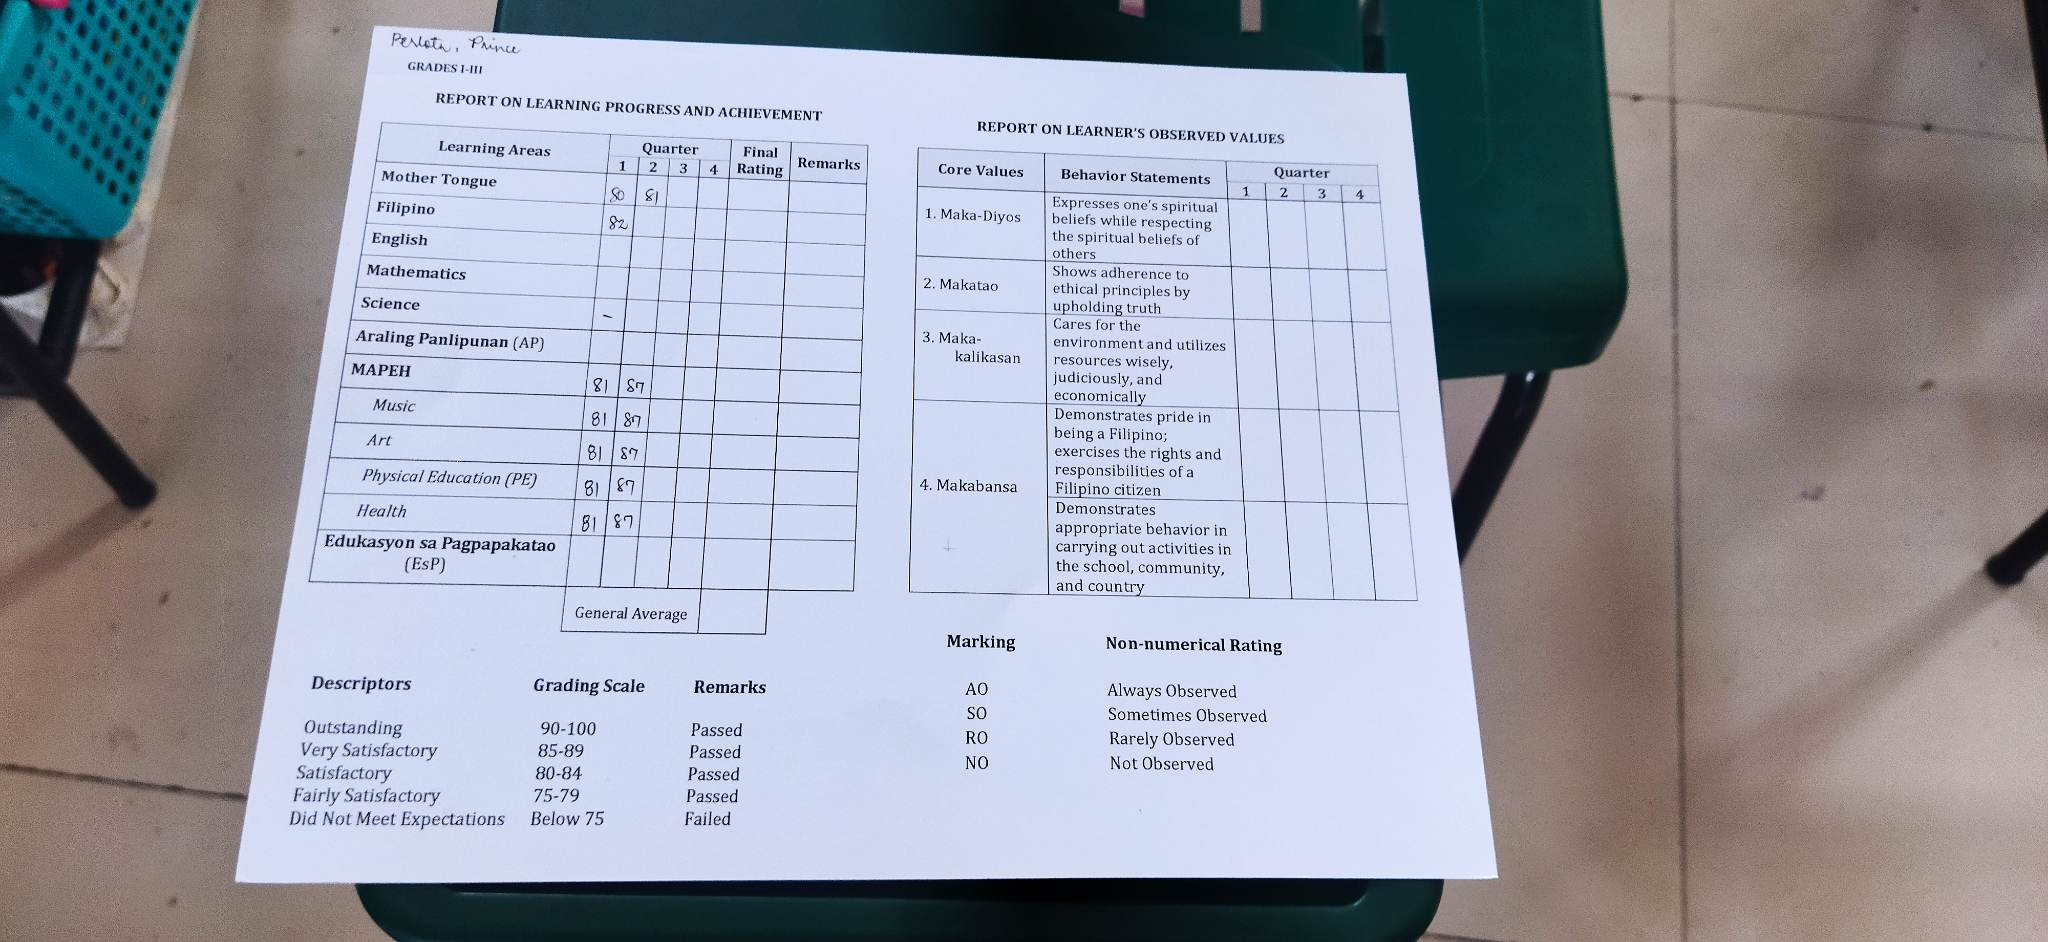 Perlota, Prince
GRADES I-III
REPORT ON LEARNING PROGRESS AND ACHIEVEMENT
Learning Areas Quarter Final Rating Remarks
1 2 3 4
Mother Tongue 80 81
Filipino 82
English
Mathematics
Science –
Araling Panlipunan (AP)
MAPEH 81 87
Music 81 87
Art 81 87
Physical Education (PE) 81 87
Health 81 87
Edukasyon sa Pagpapakatao
(EsP)
General Average
Descriptors Grading Scale Remarks
Outstanding 90-100 Passed
Very Satisfactory 85-89 Passed
Satisfactory 80-84 Passed
Fairly Satisfactory 75-79 Passed
Did Not Meet Expectations Below 75 Failed
REPORT ON LEARNER'S OBSERVED VALUES
Core Values Behavior Statements Quarter
1 2 3 4
1. Maka-Diyos
Expresses one's spiritual
beliefs while respecting
the spiritual beliefs of
others
2. Makatao
Shows adherence to
ethical principles by
upholding truth
3. Maka-
kalikasan
Cares for the
environment and utilizes
resources wisely,
judiciously, and
economically
4. Makabansa
Demonstrates pride in
being a Filipino;
exercises the rights and
responsibilities of a
Filipino citizen
Demonstrates
appropriate behavior in
carrying out activities in
the school, community,
and country
Marking Non-numerical Rating
AO Always Observed
SO Sometimes Observed
RO Rarely Observed
NO Not Observed